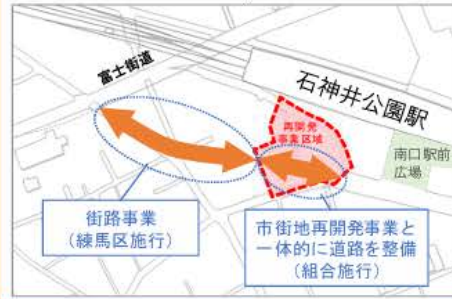 富士街道
石神井公園駅
再開発
事業区域
南口駅前
広場
街路事業
（練馬区施行）
市街地再開発事業と
一体的に道路を整備
（組合施行）